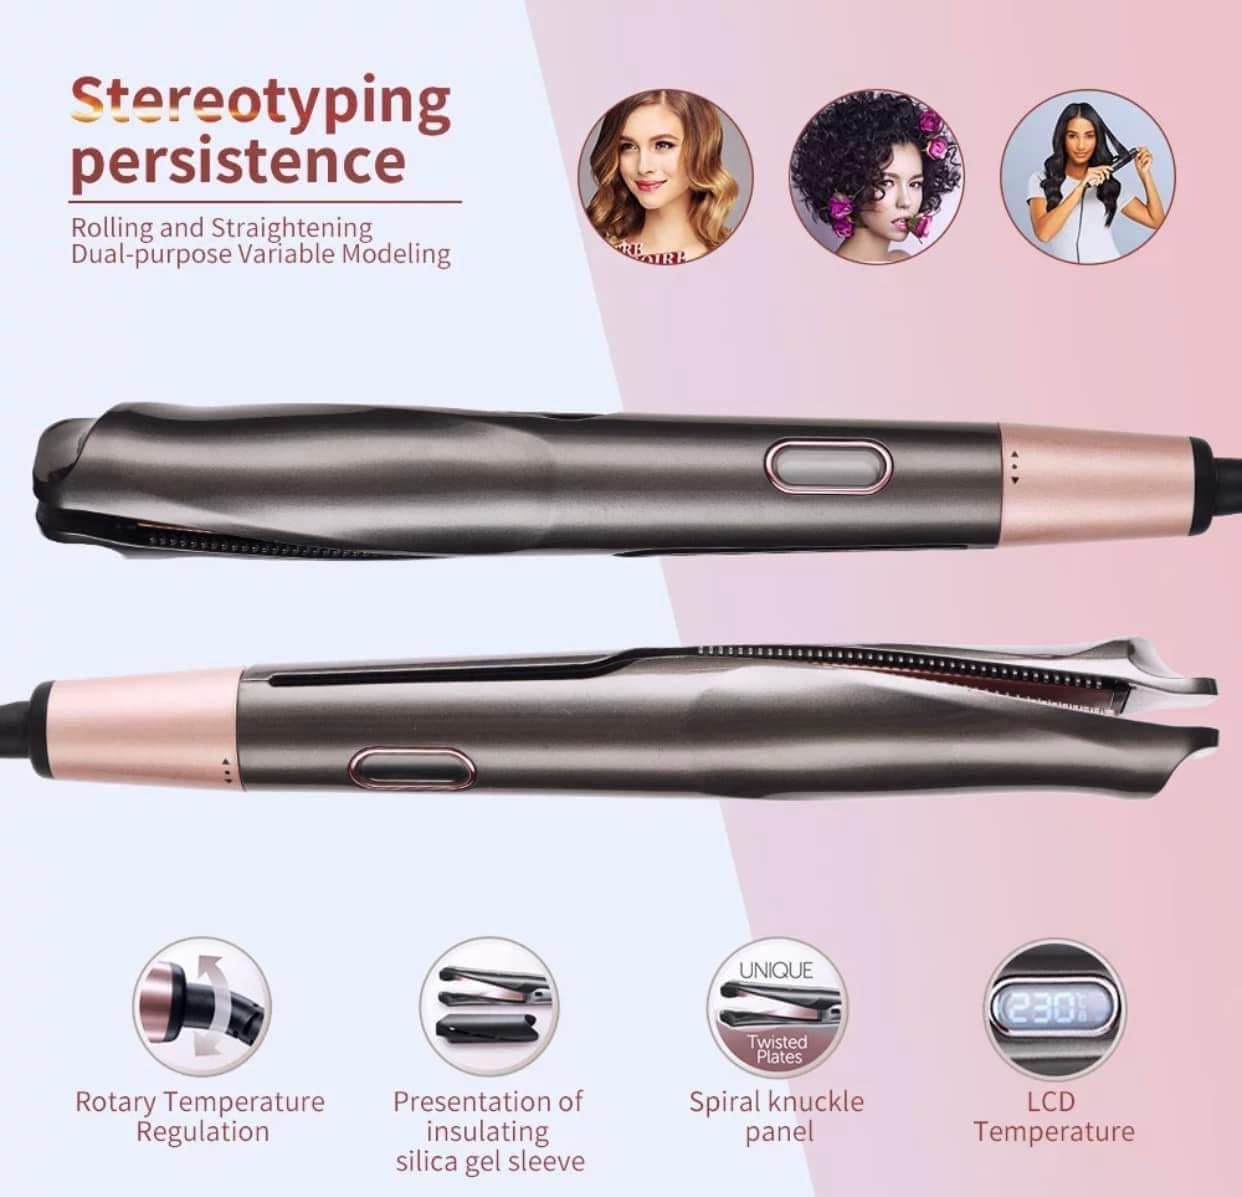 Stereotyping
persistence
Rolling and Straightening
Dual-purpose Variable Modeling
UNIQUE
Twisted
Plates
230°C
Rotary Temperature
Regulation
Presentation of
insulating
silica gel sleeve
Spiral knuckle
panel
LCD
Temperature